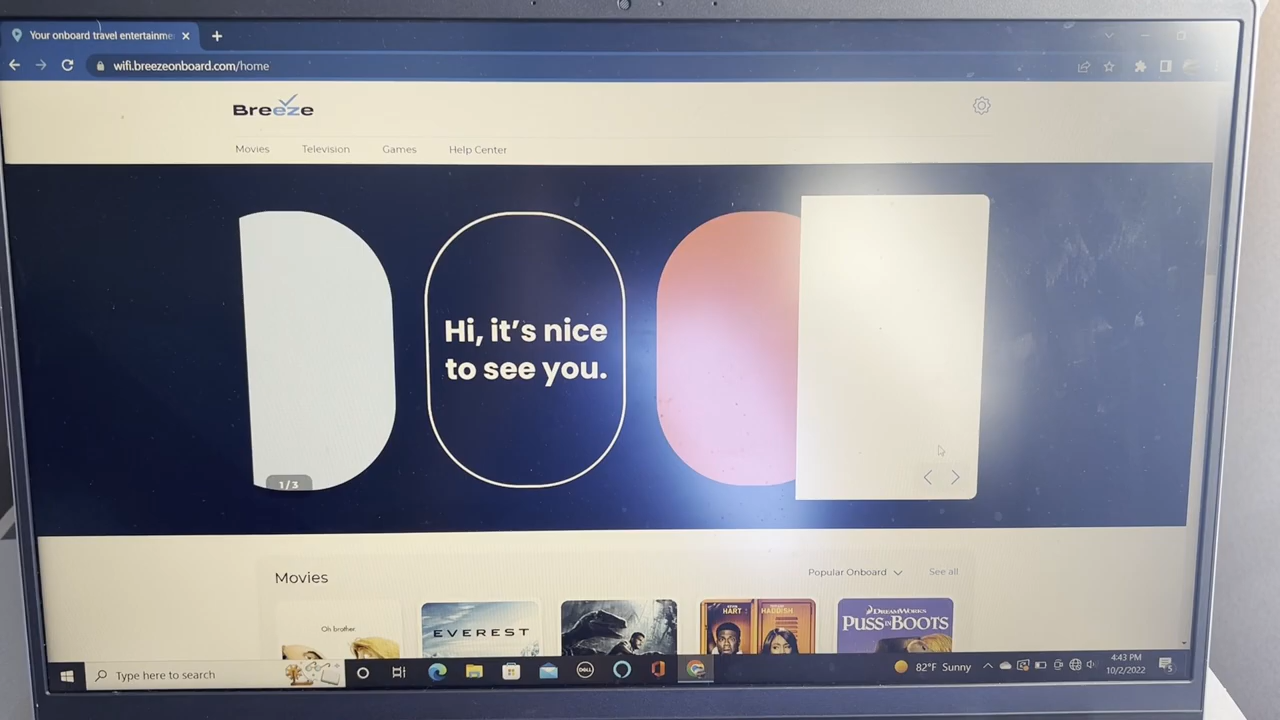 Your onboard travel entertainme
wifi.breezeonboard.com/home
Breeze
Movies Television Games Help Center
Hi, it's nice
to see you.
1/3
Movies
Popular Onboard
See all
Oh brother
EVEREST
HART
HADDISH
DREAMWORKS
PUSS IN BOOTS
Type here to search
DELL
82°F Sunny
4:43 PM
10/2/2022
5